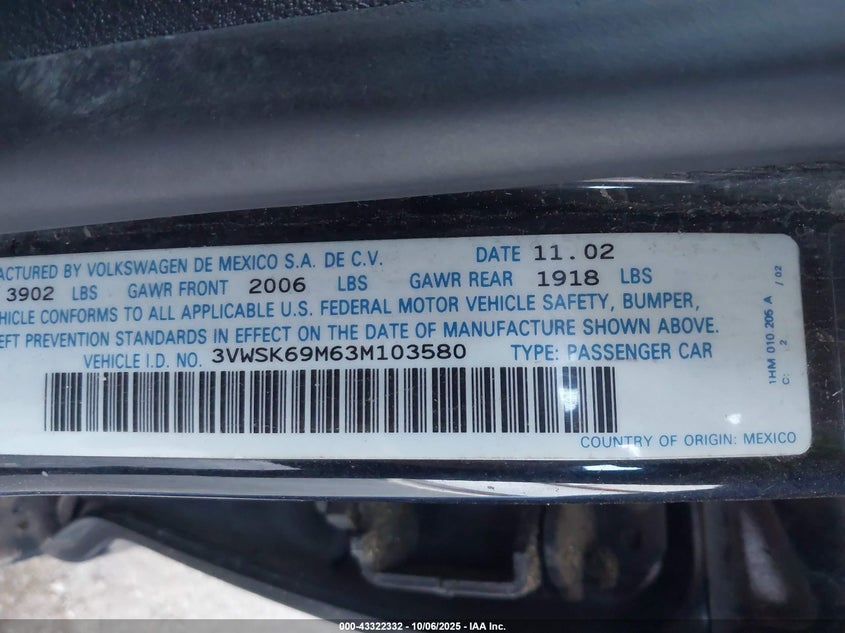 ACTURED BY VOLKSWAGEN DE MEXICO S.A. DE C.V. DATE 11.02
3902 LBS GAWR FRONT 2006 LBS GAWR REAR 1918 LBS
HICLE CONFORMS TO ALL APPLICABLE U.S. FEDERAL MOTOR VEHICLE SAFETY, BUMPER,
EFT PREVENTION STANDARDS IN EFFECT ON THE DATE OF MANUFACTURE SHOWN ABOVE.
VEHICLE I.D. NO. 3VWSK69M63M103580 TYPE: PASSENGER CAR
COUNTRY OF ORIGIN: MEXICO
1HM 010 205 A / 02
C: 2
000-43322332 - 10/06/2025 - IAA Inc.